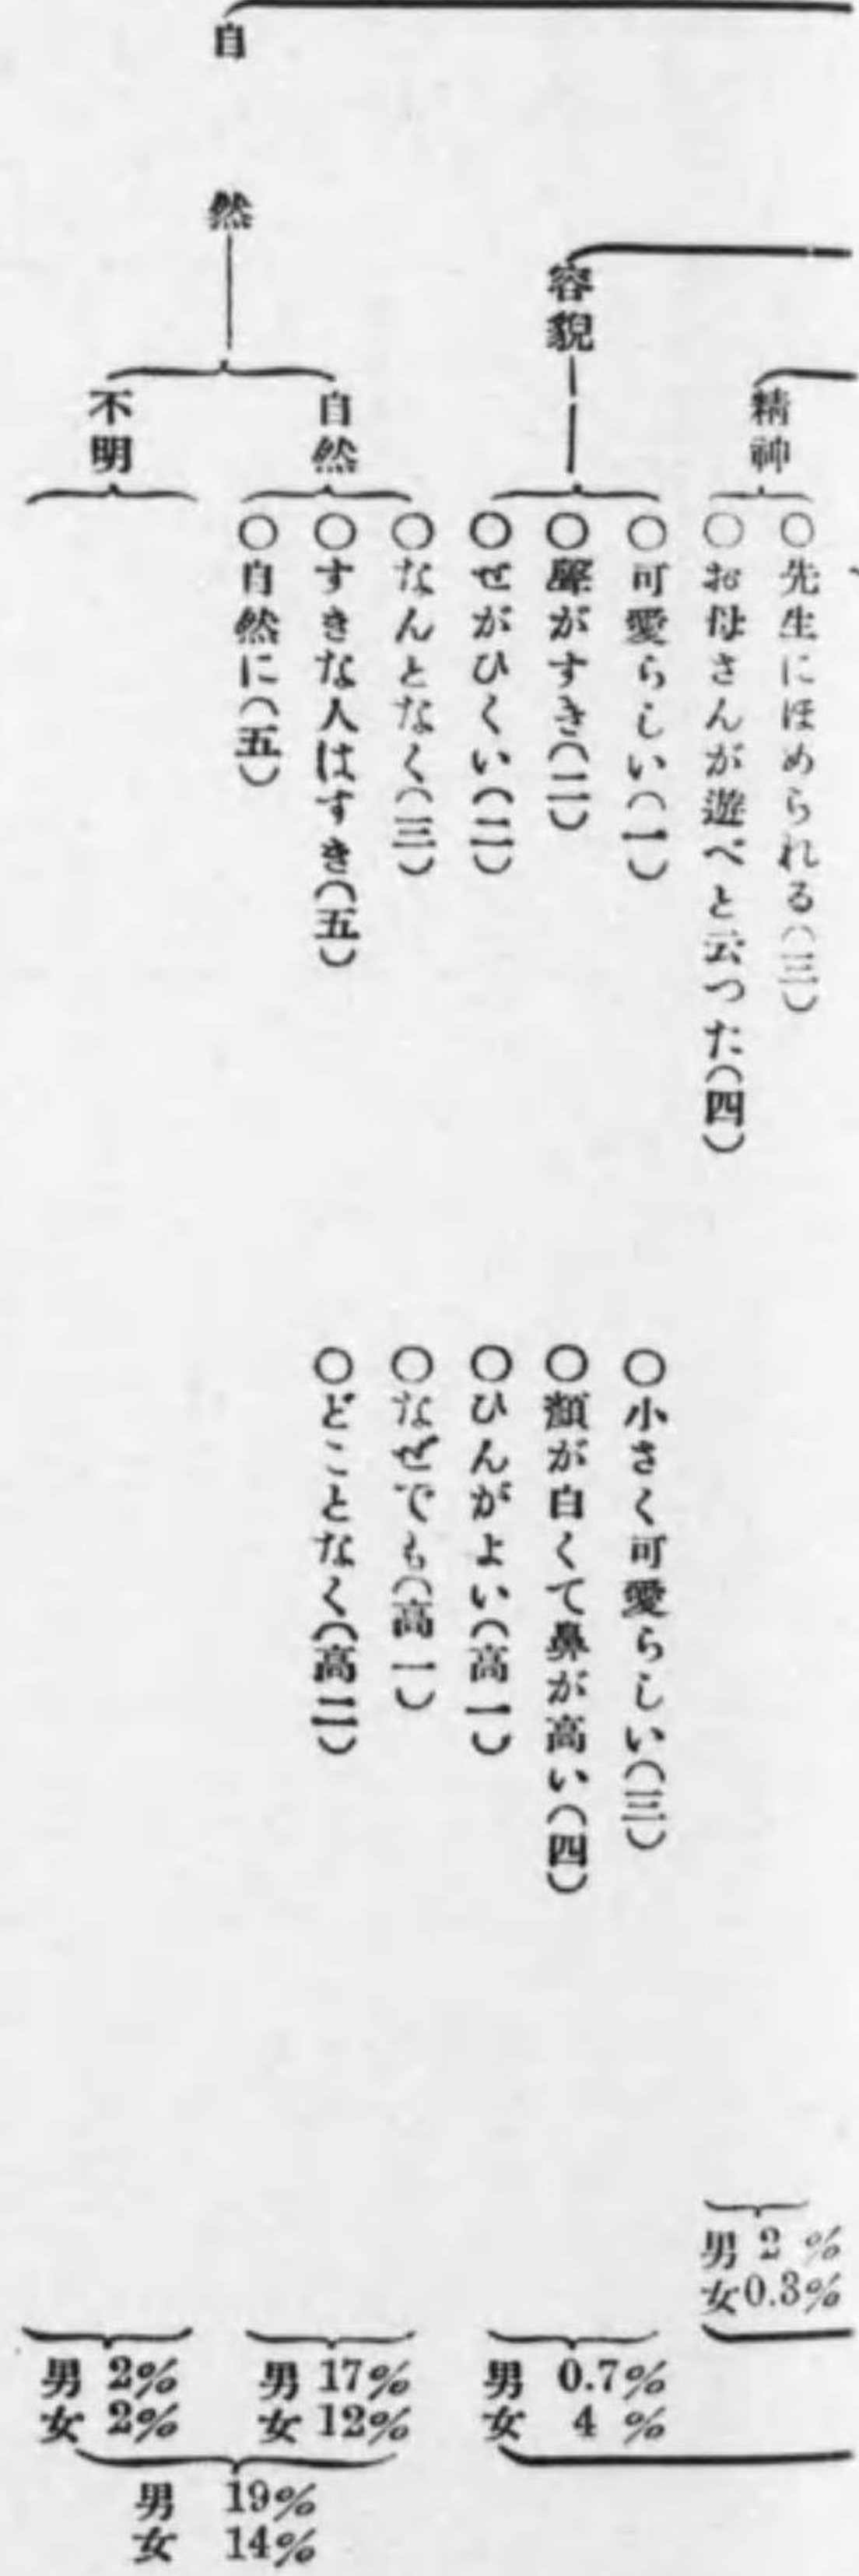 精神
○先生にほめられる(三)
○お母さんが遊べと云つた(四)
男 2 %
女 0.3%
容貌
○可愛らしい(一)
○小さく可愛らしい(三)
○聲がすき(二)
○顔が白くて鼻が高い(四)
○せがひくい(二)
○ひんがよい(高一)
男 0.7%
女 4 %
自然
自然
○なんとなく(三)
○なぜでも(高一)
○すきな人はすき(五)
○どことなく(高二)
○自然に(五)
男 17%
女 12%
不明
男 2%
女 2%
男 19%
女 14%